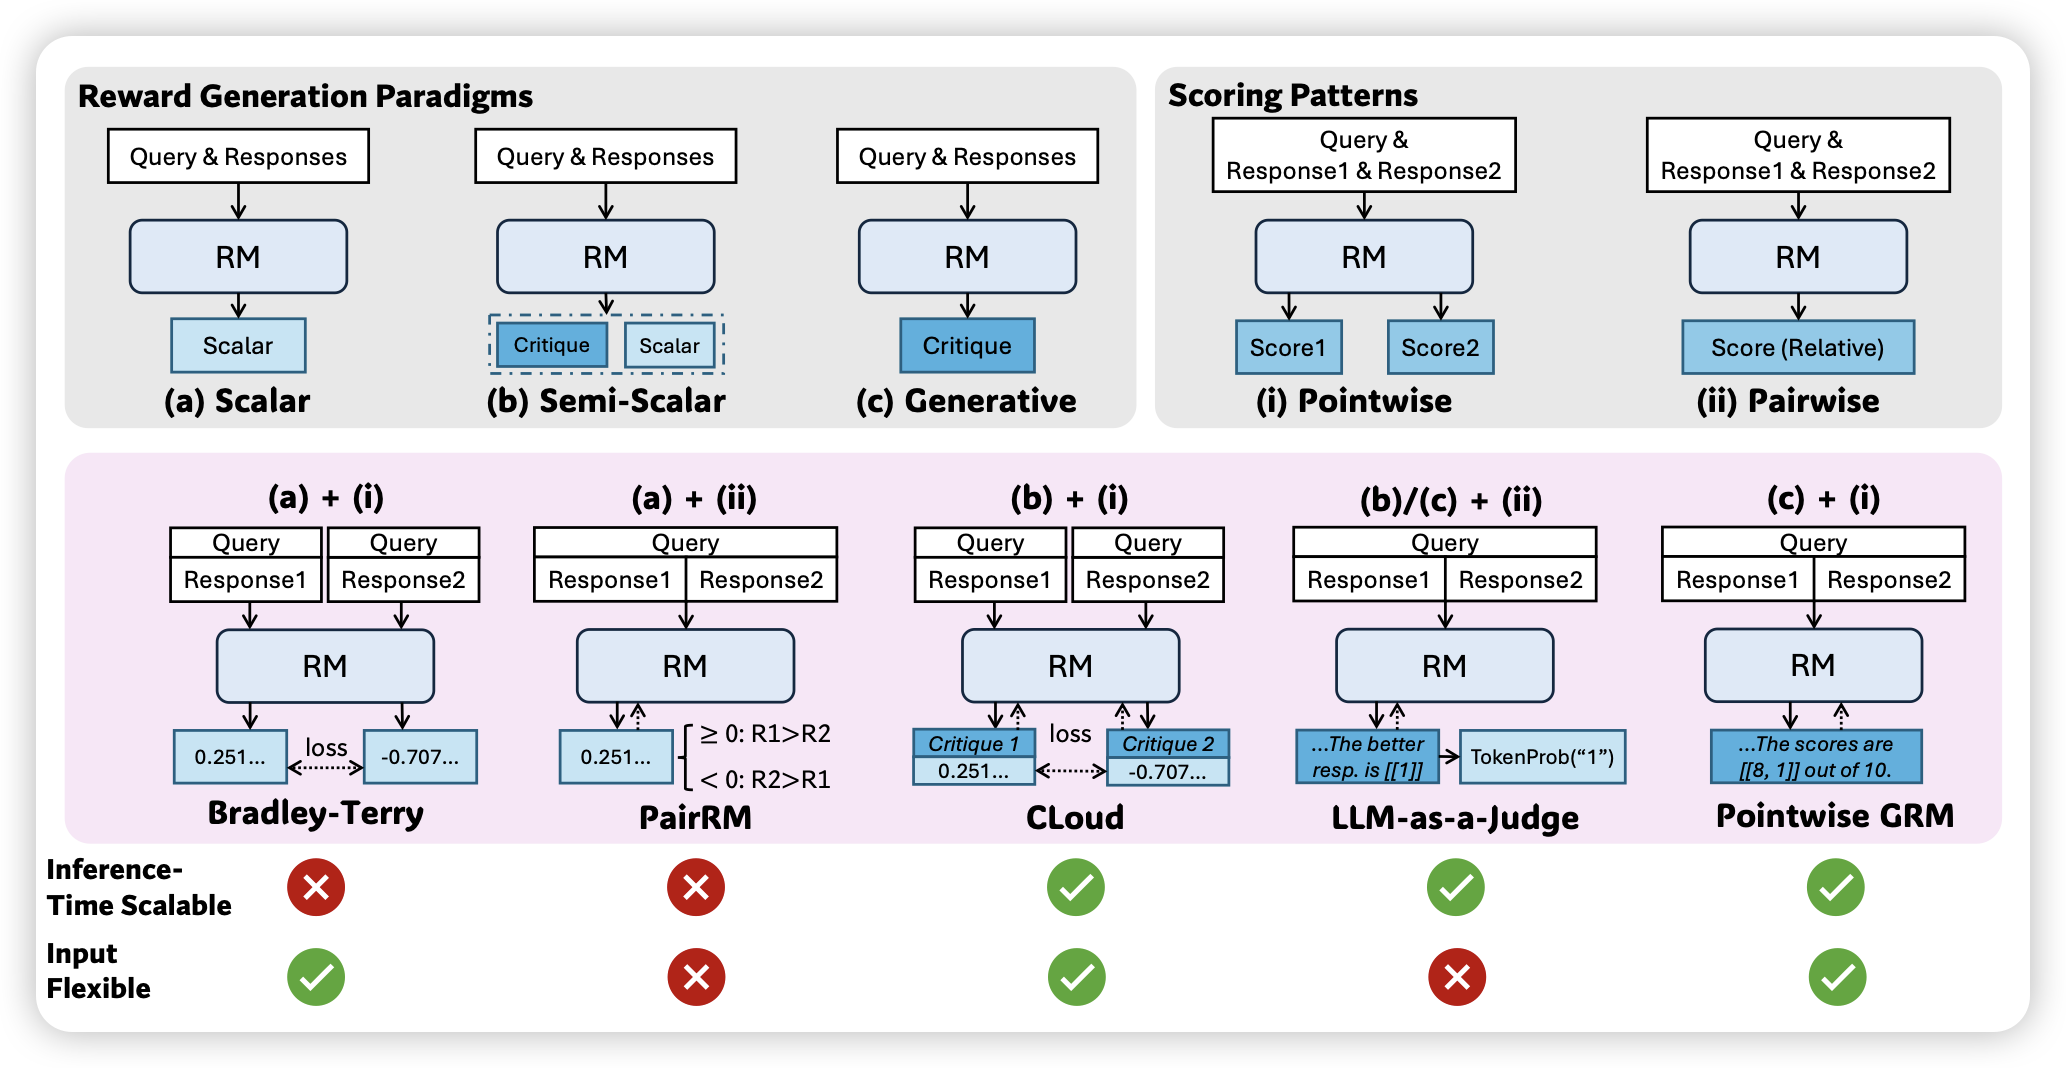 Reward Generation Paradigms
Query & Responses
RM
Scalar
(a) Scalar
Query & Responses
RM
Critique
Scalar
(b) Semi-Scalar
Query & Responses
RM
Critique
(c) Generative
Scoring Patterns
Query &
Response1 & Response2
RM
Score1
Score2
(i) Pointwise
Query &
Response1 & Response2
RM
Score (Relative)
(ii) Pairwise
(a) + (i)
Query
Response1
Query
Response2
RM
0.251...
loss
-0.707...
Bradley-Terry
(a) + (ii)
Query
Response1
Response2
RM
0.251...
≥ 0: R1>R2
< 0: R2>R1
PairRM
(b) + (i)
Query
Response1
Query
Response2
RM
Critique 1
0.251...
loss
Critique 2
-0.707...
CLoud
(b)/(c) + (ii)
Query
Response1
Response2
RM
...The better
resp. is [[1]]
TokenProb("1")
LLM-as-a-Judge
(c) + (i)
Query
Response1
Response2
RM
...The scores are
[[8, 1]] out of 10.
Pointwise GRM
Inference-
Time Scalable
Input
Flexible